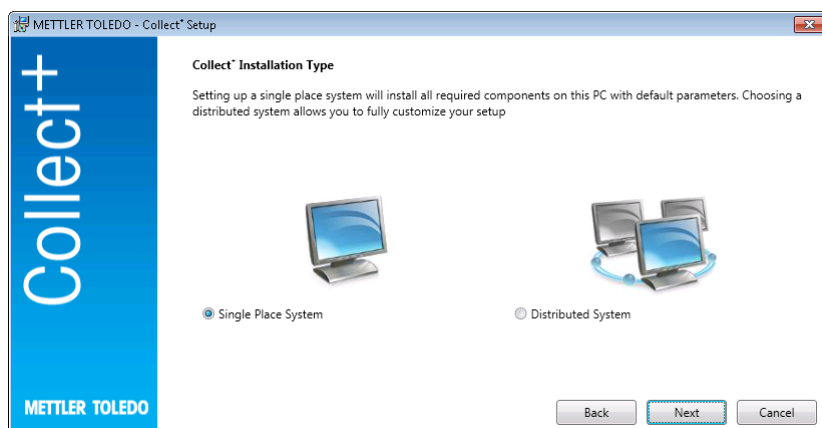 METTLER TOLEDO - Collect⁺ Setup
Collect+
Collect⁺ Installation Type
Setting up a single place system will install all required components on this PC with default parameters. Choosing a
distributed system allows you to fully customize your setup
Single Place System
Distributed System
METTLER TOLEDO
Back
Next
Cancel